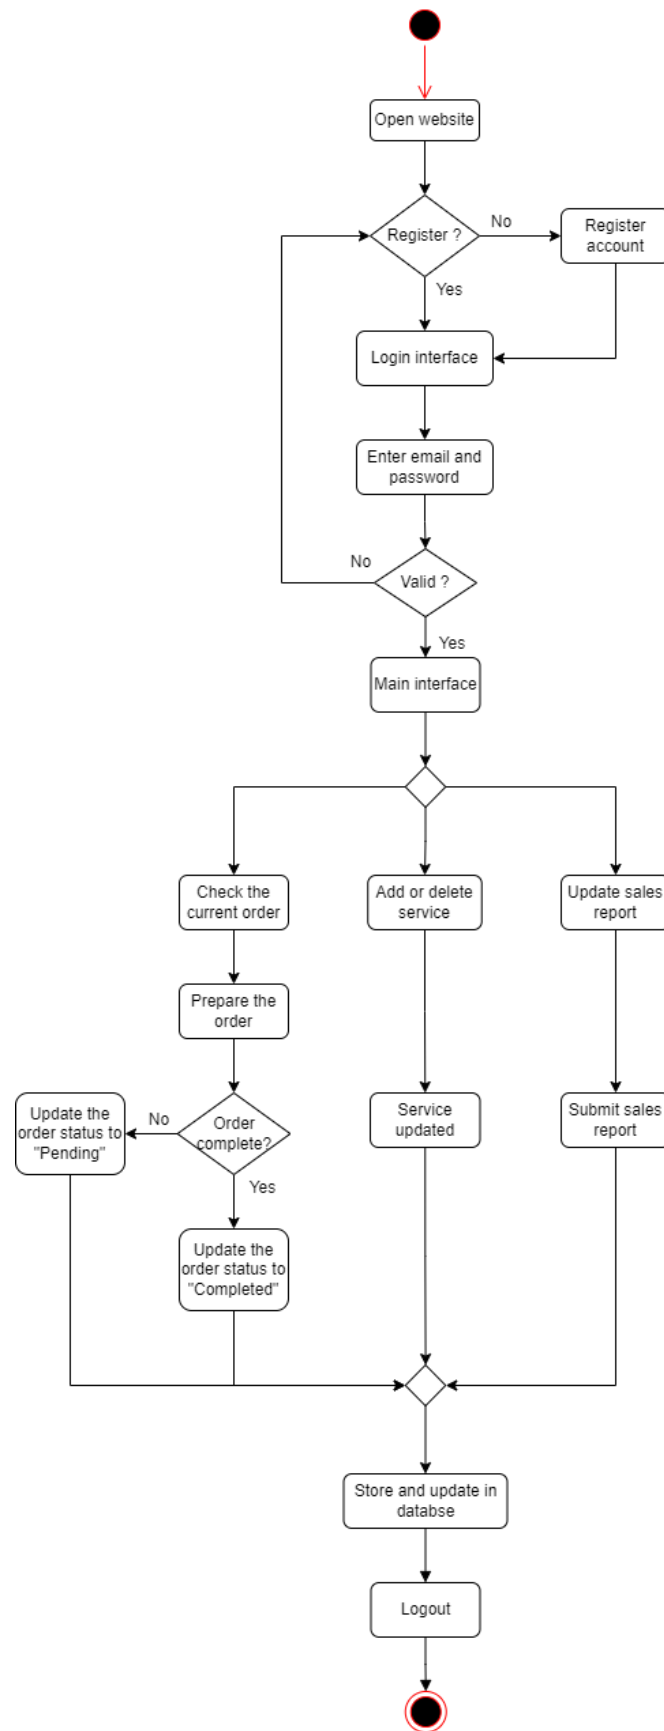 Open website
Register ?
No
Register
account
Yes
Login interface
Enter email and
password
No
Valid ?
Yes
Main interface
Check the
current order
Add or delete
service
Update sales
report
Prepare the
order
Update the
order status to
"Pending"
No
Order
complete?
Service
updated
Submit sales
report
Yes
Update the
order status to
"Completed"
Store and update in
databse
Logout